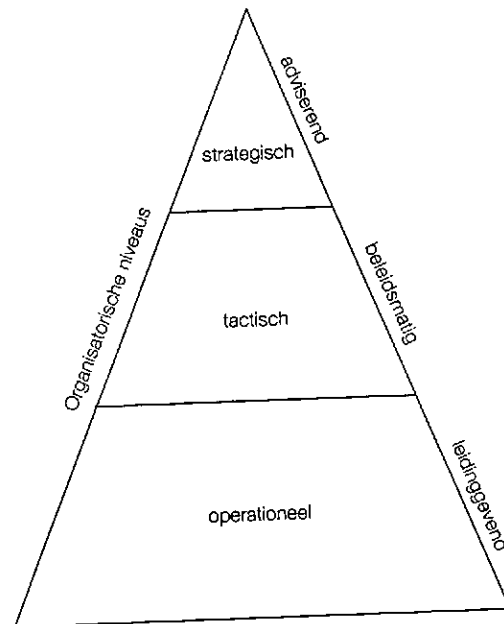 adviserend
strategisch
Organisatorische niveaus
beleidsmatig
tactisch
leidinggevend
operationeel